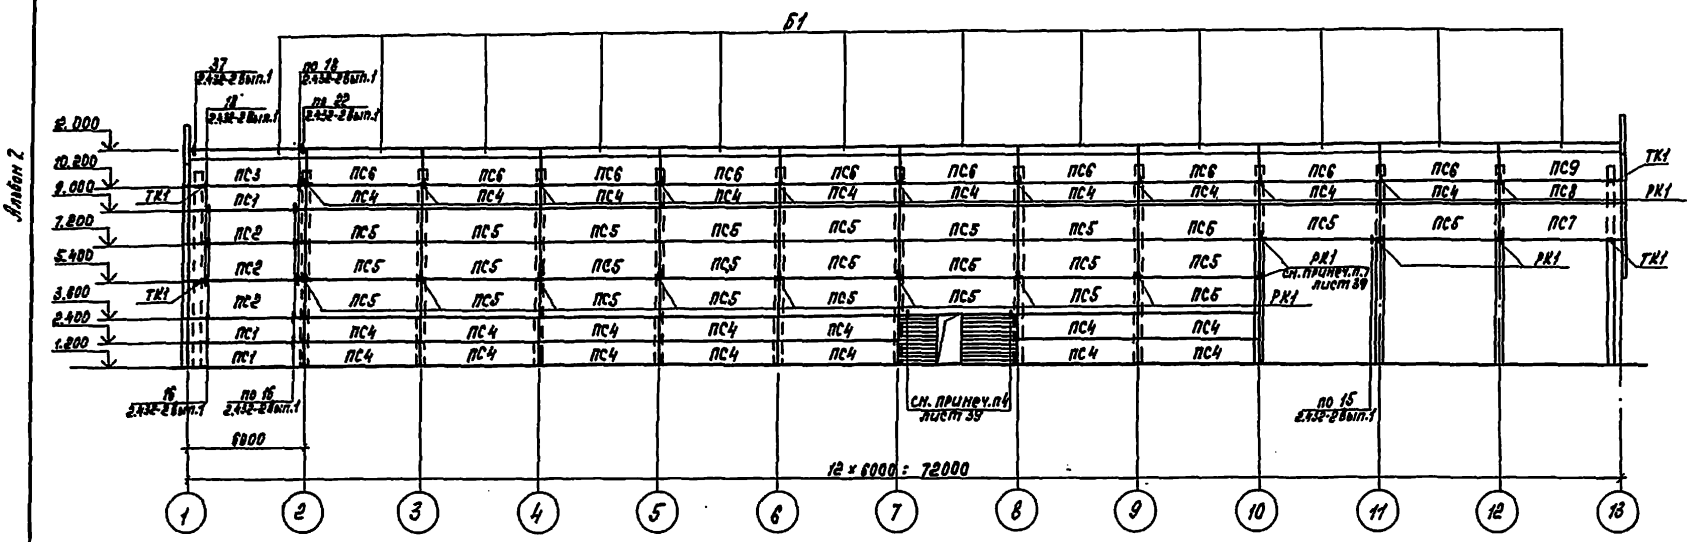 Альбом 2
Б1
37
2.432-2 Вып.1
по 18
2.432-2 Вып.1
18
2.432-2 Вып.1
по 22
2.432-2 Вып.1
12.000
10.200
9.000
7.200
5.400
3.600
2.400
1.200
ПС3 ПС6 ПС6 ПС6 ПС6 ПС6 ПС6 ПС6 ПС6 ПС6 ПС6 ПС9
ТК1
ТК1 ПС1 ПС4 ПС4 ПС4 ПС4 ПС4 ПС4 ПС4 ПС4 ПС4 ПС4 ПС8 РК1
ПС2 ПС5 ПС5 ПС5 ПС5 ПС5 ПС5 ПС5 ПС5 ПС5 ПС5 ПС7
ПС2 ПС5 ПС5 ПС5 ПС5 ПС5 ПС5 ПС5 ПС5 РК1 РК1 ТК1
см. примеч. п.7
лист 39
ТК1 ПС2 ПС5 ПС5 ПС5 ПС5 ПС5 ПС5 ПС5 ПС5 РК1
ПС1 ПС4 ПС4 ПС4 ПС4 ПС4 ПС4 ПС4
ПС1 ПС4 ПС4 ПС4 ПС4 ПС4 ПС4 ПС4
16
2.432-2 Вып.1
по 16
2.432-2 Вып.1
см. примеч. п4
лист 39
по 15
2.432-2 Вып.1
6000
12 × 6000 = 72000
1 2 3 4 5 6 7 8 9 10 11 12 13